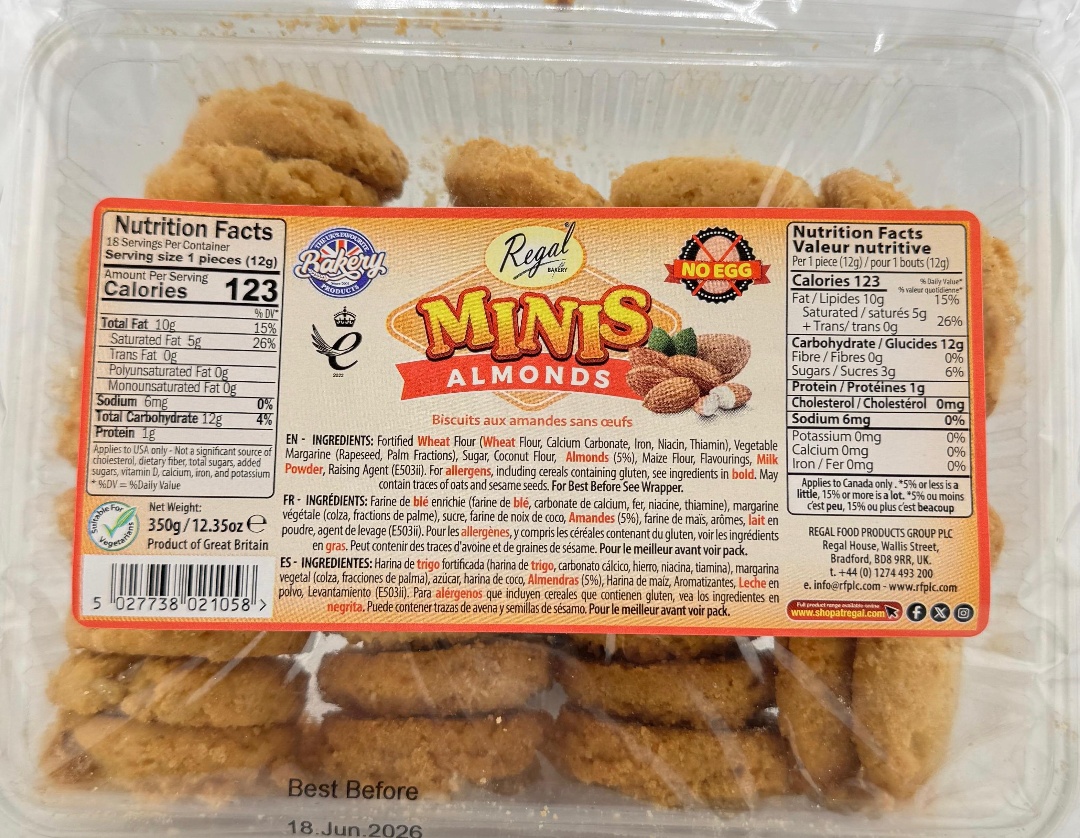 Nutrition Facts
18 Servings Per Container
Serving size 1 pieces (12g)
Amount Per Serving
Calories 123
% DV*
Total Fat 10g 15%
Saturated Fat 5g 26%
Trans Fat 0g
Polyunsaturated Fat 0g
Monounsaturated Fat 0g
Sodium 6mg 0%
Total Carbohydrate 12g 4%
Protein 1g
Applies to USA only - Not a significant source of
cholesterol, dietary fiber, total sugars, added
sugars, vitamin D, calcium, iron, and potassium
* %DV = %Daily Value
Suitable For
Vegetarians
Net Weight:
350g / 12.35oz e
Product of Great Britain
5 027738 021058 >
THE UK'S FAVOURITE
Bakery
PRODUCTS
2022
Regal
BAKERY
NO EGG
MINIS
ALMONDS
Biscuits aux amandes sans œufs
EN - INGREDIENTS: Fortified Wheat Flour (Wheat Flour, Calcium Carbonate, Iron, Niacin, Thiamin), Vegetable
Margarine (Rapeseed, Palm Fractions), Sugar, Coconut Flour, Almonds (5%), Maize Flour, Flavourings, Milk
Powder, Raising Agent (E503ii). For allergens, including cereals containing gluten, see ingredients in bold. May
contain traces of oats and sesame seeds. For Best Before See Wrapper.
FR - INGRÉDIENTS: Farine de blé enrichie (farine de blé, carbonate de calcium, fer, niacine, thiamine), margarine
végétale (colza, fractions de palme), sucre, farine de noix de coco, Amandes (5%), farine de maïs, arômes, lait en
poudre, agent de levage (E503ii). Pour les allergènes, y compris les céréales contenant du gluten, voir les ingrédients
en gras. Peut contenir des traces d'avoine et de graines de sésame. Pour le meilleur avant voir pack.
ES - INGREDIENTES: Harina de trigo fortificada (harina de trigo, carbonato cálcico, hierro, niacina, tiamina), margarina
vegetal (colza, fracciones de palma), azúcar, harina de coco, Almendras (5%), Harina de maíz, Aromatizantes, Leche en
polvo, Levantamiento (E503ii). Para alérgenos que incluyen cereales que contienen gluten, vea los ingredientes en
negrita. Puede contener trazas de avena y semillas de sésamo. Pour le meilleur avant voir pack.
Nutrition Facts
Valeur nutritive
Per 1 piece (12g) / pour 1 bouts (12g)
Calories 123 % Daily Value*
% valeur quotidienne*
Fat / Lipides 10g 15%
Saturated / saturés 5g
+ Trans / trans 0g 26%
Carbohydrate / Glucides 12g
Fibre / Fibres 0g 0%
Sugars / Sucres 3g 6%
Protein / Protéines 1g
Cholesterol / Cholestérol 0mg
Sodium 6mg 0%
Potassium 0mg 0%
Calcium 0mg 0%
Iron / Fer 0mg 0%
Applies to Canada only . *5% or less is a
little, 15% or more is a lot. *5% ou moins
c'est peu, 15% ou plus c'est beaucoup
REGAL FOOD PRODUCTS GROUP PLC
Regal House, Wallis Street,
Bradford, BD8 9RR, UK.
t. +44 (0) 1274 493 200
e. info@rfplc.com - www.rfplc.com
Full product range available online
www.shopatregal.com
Best Before
18.Jun.2026